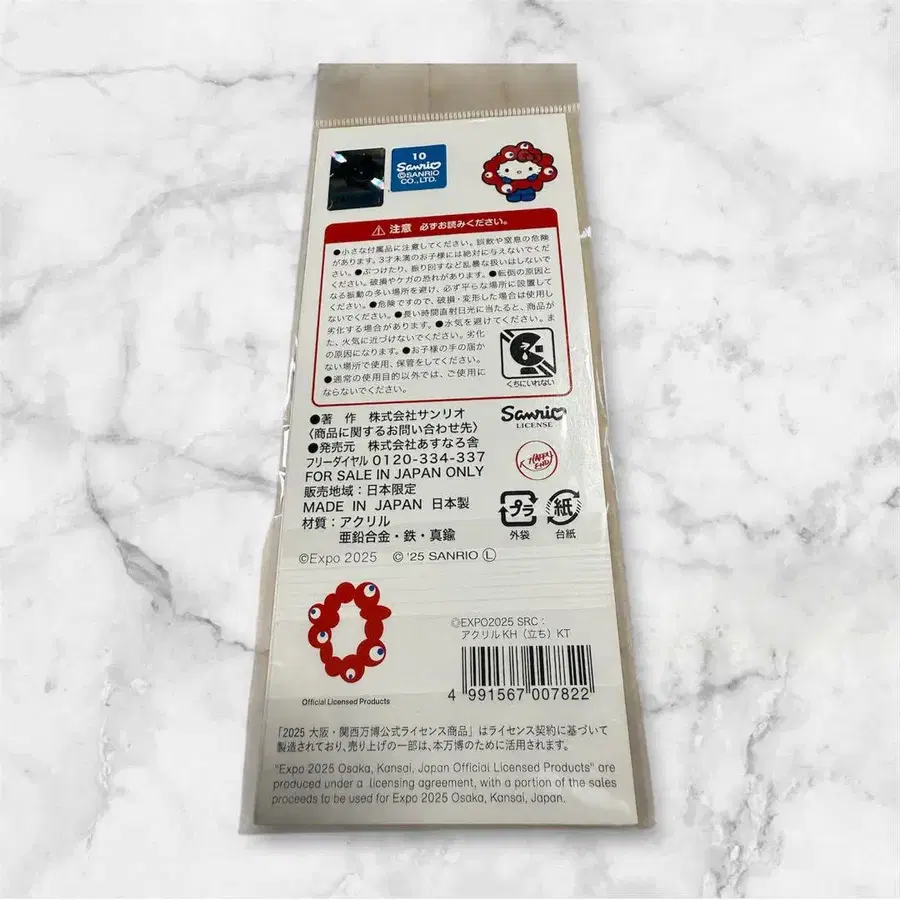 10
Sanrio
©SANRIO
CO.,LTD.
注意 必ずお読みください。
●小さな付属品に注意してください。誤飲や窒息の危険
があります。3才未満のお子様には絶対に与えないでくだ
さい。●ぶつけたり、振り回すなど乱暴な扱いはしないで
ください。破損やケガの恐れがあります。●転倒の原因と
なる振動の多い場所を避け、必ず平らな場所に設置して
ください。●危険ですので、破損・変形した場合は使用し
ないでください。●長い時間直射日光に当たると、商品が
劣化する場合があります。●水気を避けてください。ま
た、火気に近づけないでください。劣化
の原因になります。●お子様の手の届か
ない場所で使用、保管をしてください。
●通常の使用目的以外では、ご使用に
ならないでください。
くちにいれない
●著 作 株式会社サンリオ
〈商品に関するお問い合わせ先〉
●発売元 株式会社あすなろ舎
フリーダイヤル 0120-334-337
FOR SALE IN JAPAN ONLY
販売地域：日本限定
MADE IN JAPAN 日本製
材質：アクリル
亜鉛合金・鉄・真鍮
©Expo 2025 © '25 SANRIO Ⓛ
Sanrio
LICENSE
HAPPY
END
プラ
外袋
紙
台紙
Official Licensed Products
◎EXPO2025 SRC：
アクリルKH（立ち）KT
4 991567 007822
「2025 大阪・関西万博公式ライセンス商品」はライセンス契約に基づいて
製造されており、売り上げの一部は、本万博のために活用されます。
"Expo 2025 Osaka, Kansai, Japan Official Licensed Products" are
produced under a licensing agreement, with a portion of the sales
proceeds to be used for Expo 2025 Osaka, Kansai, Japan.